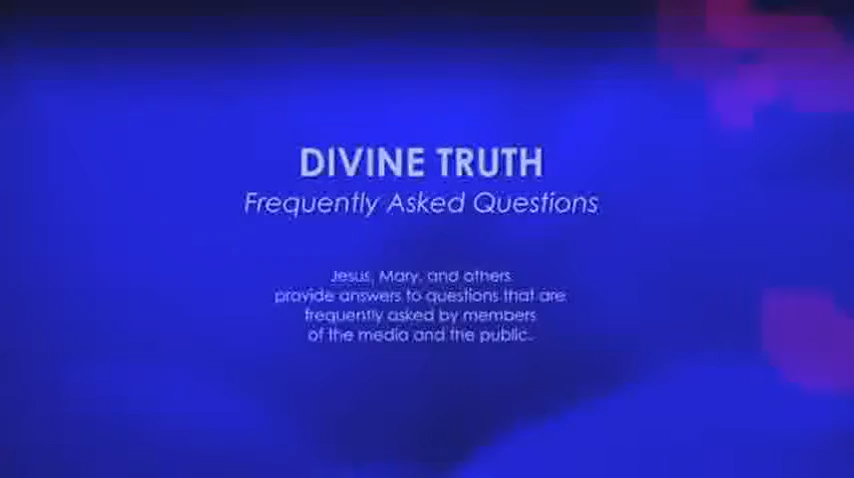 DIVINE TRUTH
Frequently Asked Questions
Jesus, Mary, and others
provide answers to questions that are
frequently asked by members
of the media and the public.